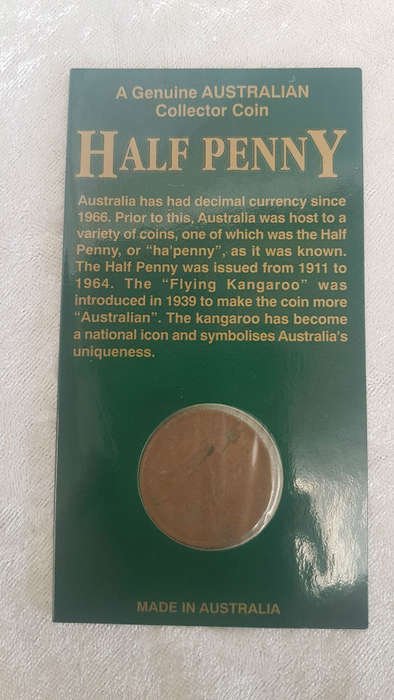 A Genuine AUSTRALIAN
Collector Coin
HALF PENNY
Australia has had decimal currency since
1966. Prior to this, Australia was host to a
variety of coins, one of which was the Half
Penny, or “ha'penny”, as it was known.
The Half Penny was issued from 1911 to
1964. The “Flying Kangaroo” was
introduced in 1939 to make the coin more
“Australian”. The kangaroo has become
a national icon and symbolises Australia's
uniqueness.
MADE IN AUSTRALIA